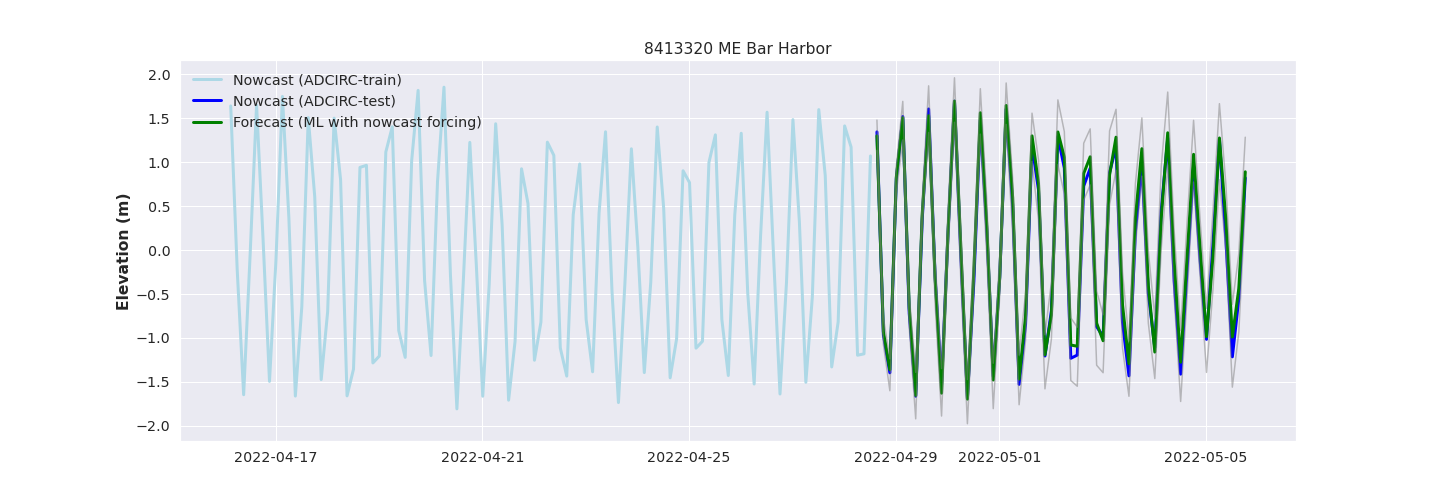 8413320 ME Bar Harbor
Nowcast (ADCIRC-train)
Nowcast (ADCIRC-test)
Forecast (ML with nowcast forcing)
Elevation (m)
2.0
1.5
1.0
0.5
0.0
−0.5
−1.0
−1.5
−2.0
2022-04-17 2022-04-21 2022-04-25 2022-04-29 2022-05-01 2022-05-05